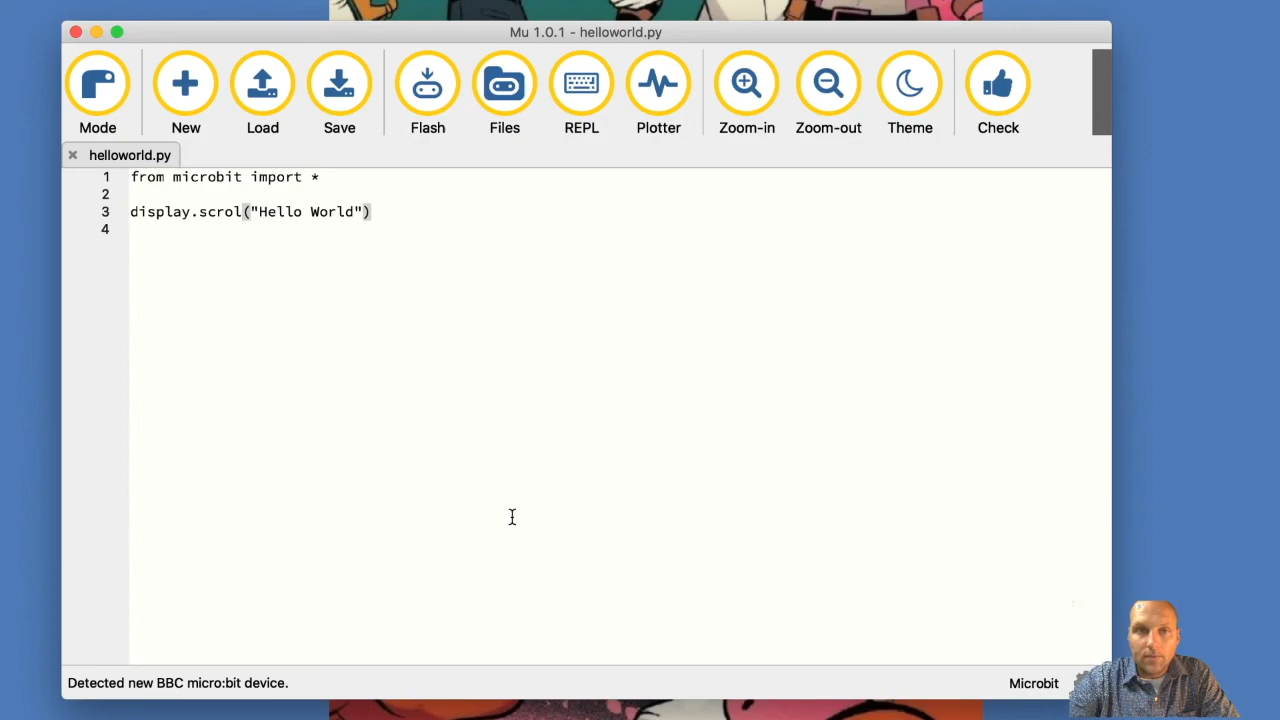 Mu 1.0.1 - helloworld.py
Mode New Load Save Flash Files REPL Plotter Zoom-in Zoom-out Theme Check
helloworld.py
1 from microbit import *
2
3 display.scrol("Hello World")
4
Detected new BBC micro:bit device. Microbit